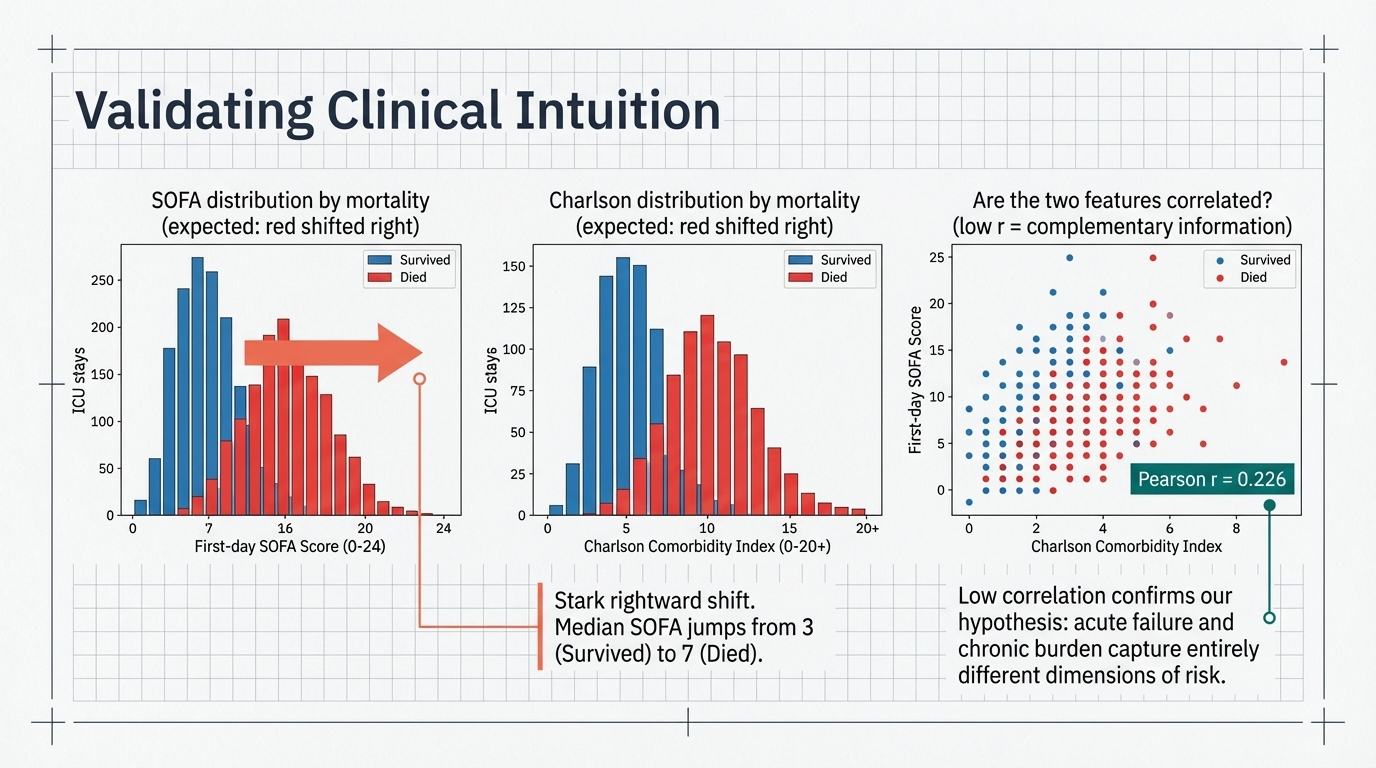 Validating Clinical Intuition
SOFA distribution by mortality
(expected: red shifted right)
Survived
Died
250
200
150
100
50
0
ICU stays
0
7
16
20
24
First-day SOFA Score (0-24)
Charlson distribution by mortality
(expected: red shifted right)
Survived
Died
150
125
100
75
50
25
0
ICU stays
0
5
10
15
20+
Charlson Comorbidity Index (0-20+)
Are the two features correlated?
(low r = complementary information)
Survived
Died
25
20
15
10
5
0
First-day SOFA Score
Pearson r = 0.226
0
2
4
6
8
Charlson Comorbidity Index
Stark rightward shift.
Median SOFA jumps from 3
(Survived) to 7 (Died).
Low correlation confirms our
hypothesis: acute failure and
chronic burden capture entirely
different dimensions of risk.